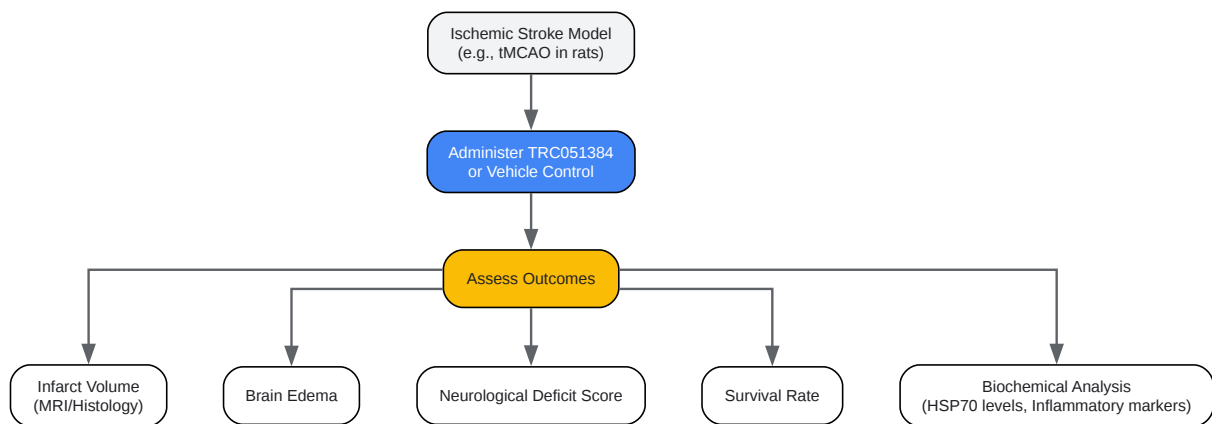 Ischemic Stroke Model
(e.g., tMCAO in rats)
Administer TRC051384
or Vehicle Control
Assess Outcomes
Infarct Volume
(MRI/Histology)
Brain Edema
Neurological Deficit Score
Survival Rate
Biochemical Analysis
(HSP70 levels, Inflammatory markers)